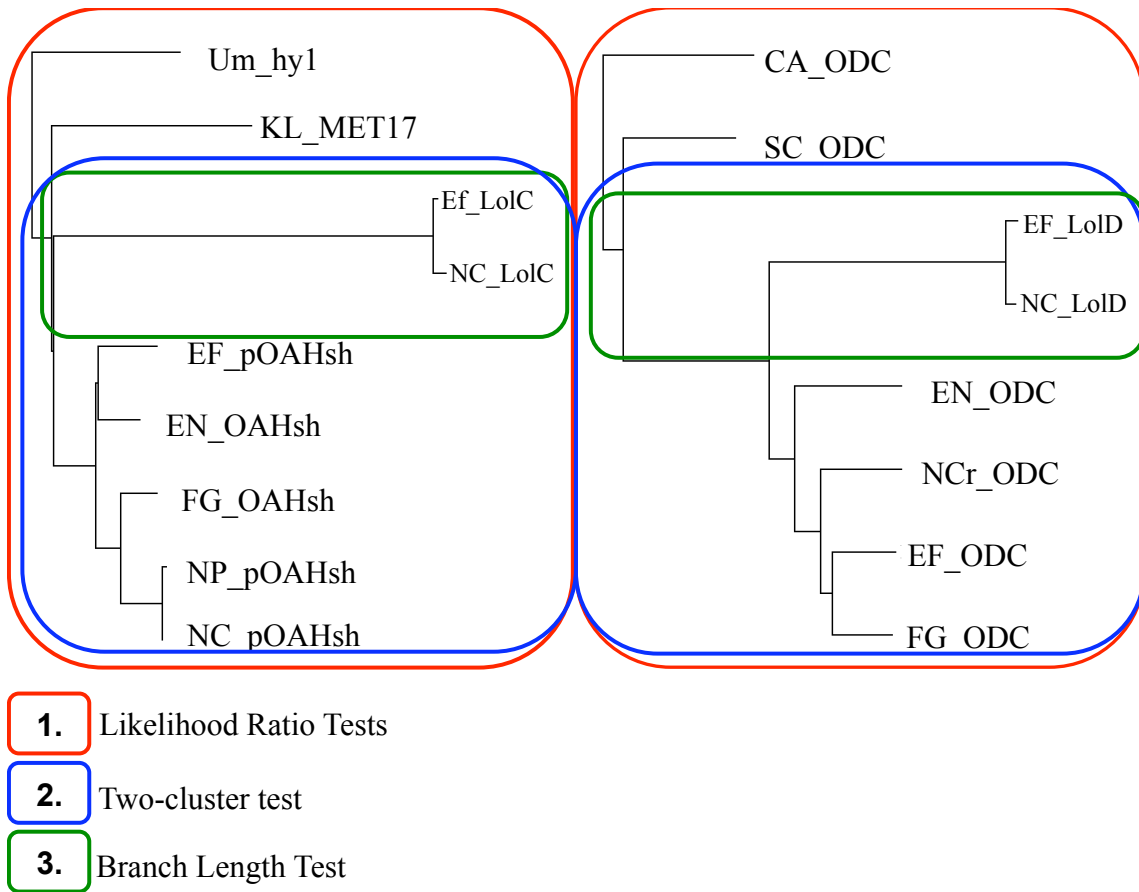 Um_hy1
KL_MET17
Ef_LolC
NC_LolC
EF_pOAHsh
EN_OAHsh
FG_OAHsh
NP_pOAHsh
NC_pOAHsh
CA_ODC
SC_ODC
EF_LolD
NC_LolD
EN_ODC
NCr_ODC
EF_ODC
FG_ODC
1. Likelihood Ratio Tests
2. Two-cluster test
3. Branch Length Test